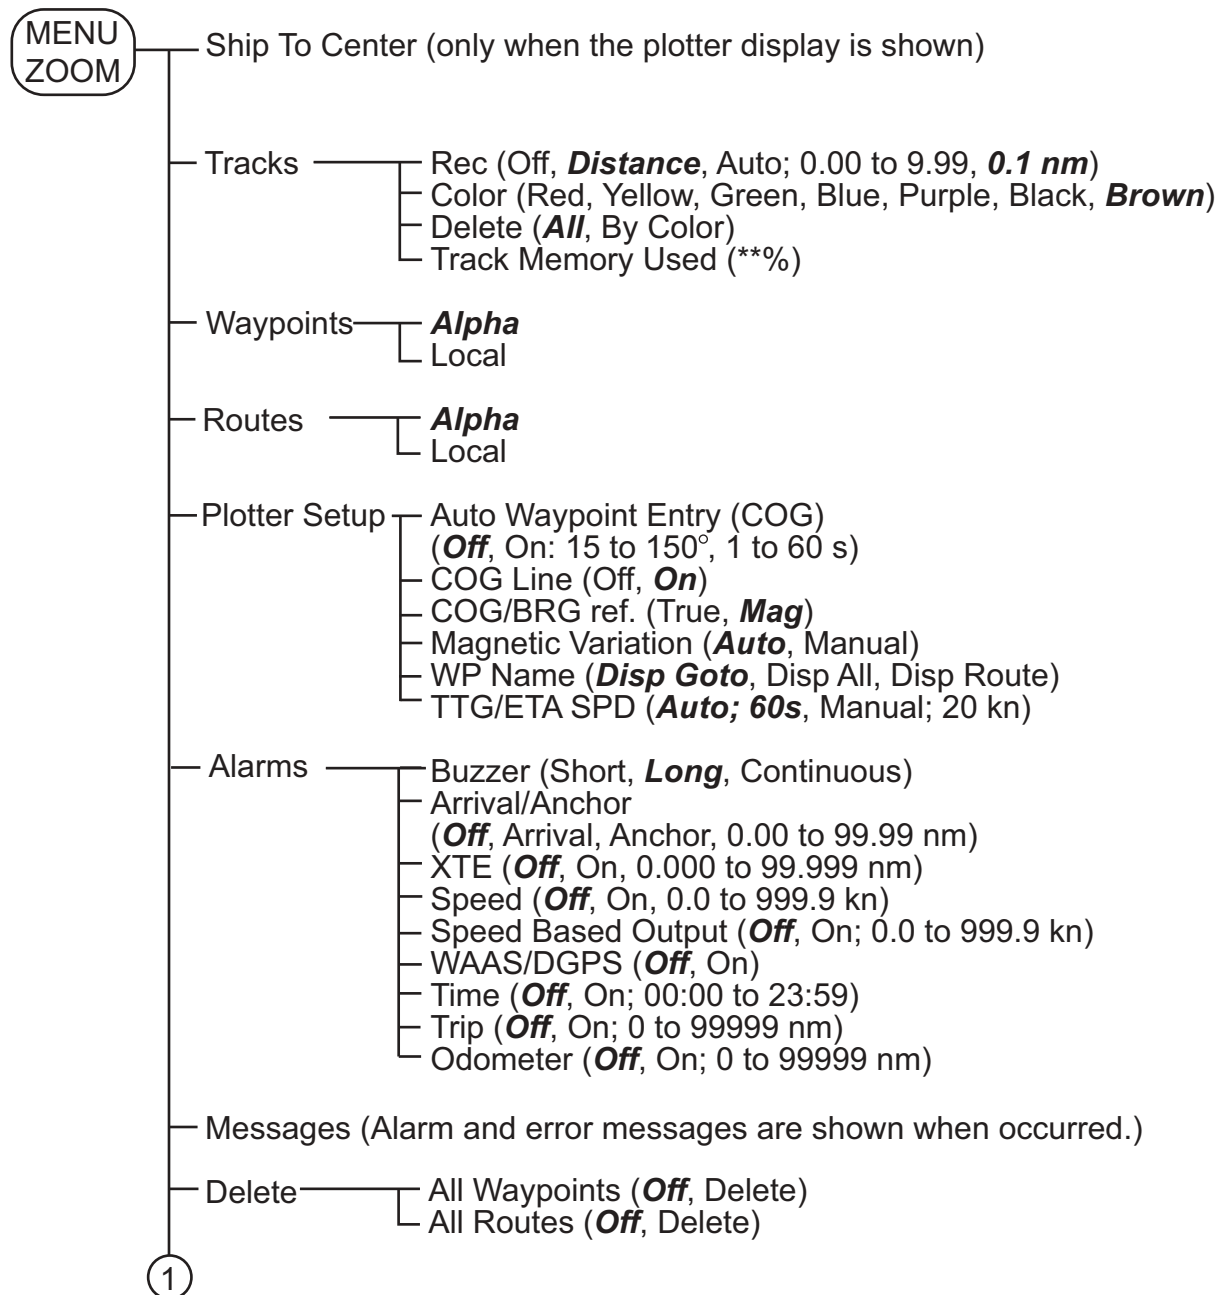 MENU
ZOOM
Ship To Center (only when the plotter display is shown)
Tracks
Rec (Off, Distance, Auto; 0.00 to 9.99, 0.1 nm)
Color (Red, Yellow, Green, Blue, Purple, Black, Brown)
Delete (All, By Color)
Track Memory Used (**%)
Waypoints
Alpha
Local
Routes
Alpha
Local
Plotter Setup
Auto Waypoint Entry (COG)
(Off, On: 15 to 150°, 1 to 60 s)
COG Line (Off, On)
COG/BRG ref. (True, Mag)
Magnetic Variation (Auto, Manual)
WP Name (Disp Goto, Disp All, Disp Route)
TTG/ETA SPD (Auto; 60s, Manual; 20 kn)
Alarms
Buzzer (Short, Long, Continuous)
Arrival/Anchor
(Off, Arrival, Anchor, 0.00 to 99.99 nm)
XTE (Off, On, 0.000 to 99.999 nm)
Speed (Off, On, 0.0 to 999.9 kn)
Speed Based Output (Off, On; 0.0 to 999.9 kn)
WAAS/DGPS (Off, On)
Time (Off, On; 00:00 to 23:59)
Trip (Off, On; 0 to 99999 nm)
Odometer (Off, On; 0 to 99999 nm)
Messages (Alarm and error messages are shown when occurred.)
Delete
All Waypoints (Off, Delete)
All Routes (Off, Delete)
1